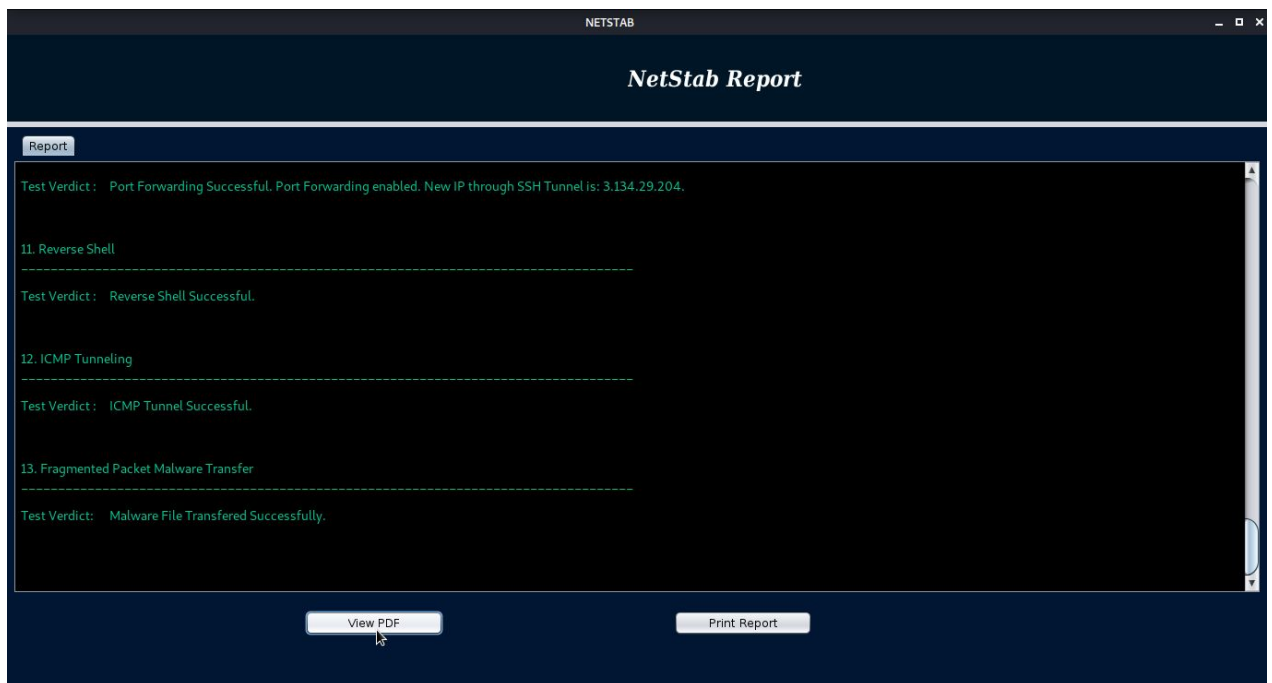 NETSTAB
NetStab Report
Report
Test Verdict : Port Forwarding Successful. Port Forwarding enabled. New IP through SSH Tunnel is: 3.134.29.204.
11. Reverse Shell
--------------------------------------------------------------------------------
Test Verdict : Reverse Shell Successful.
12. ICMP Tunneling
--------------------------------------------------------------------------------
Test Verdict : ICMP Tunnel Successful.
13. Fragmented Packet Malware Transfer
--------------------------------------------------------------------------------
Test Verdict: Malware File Transfered Successfully.
View PDF
Print Report